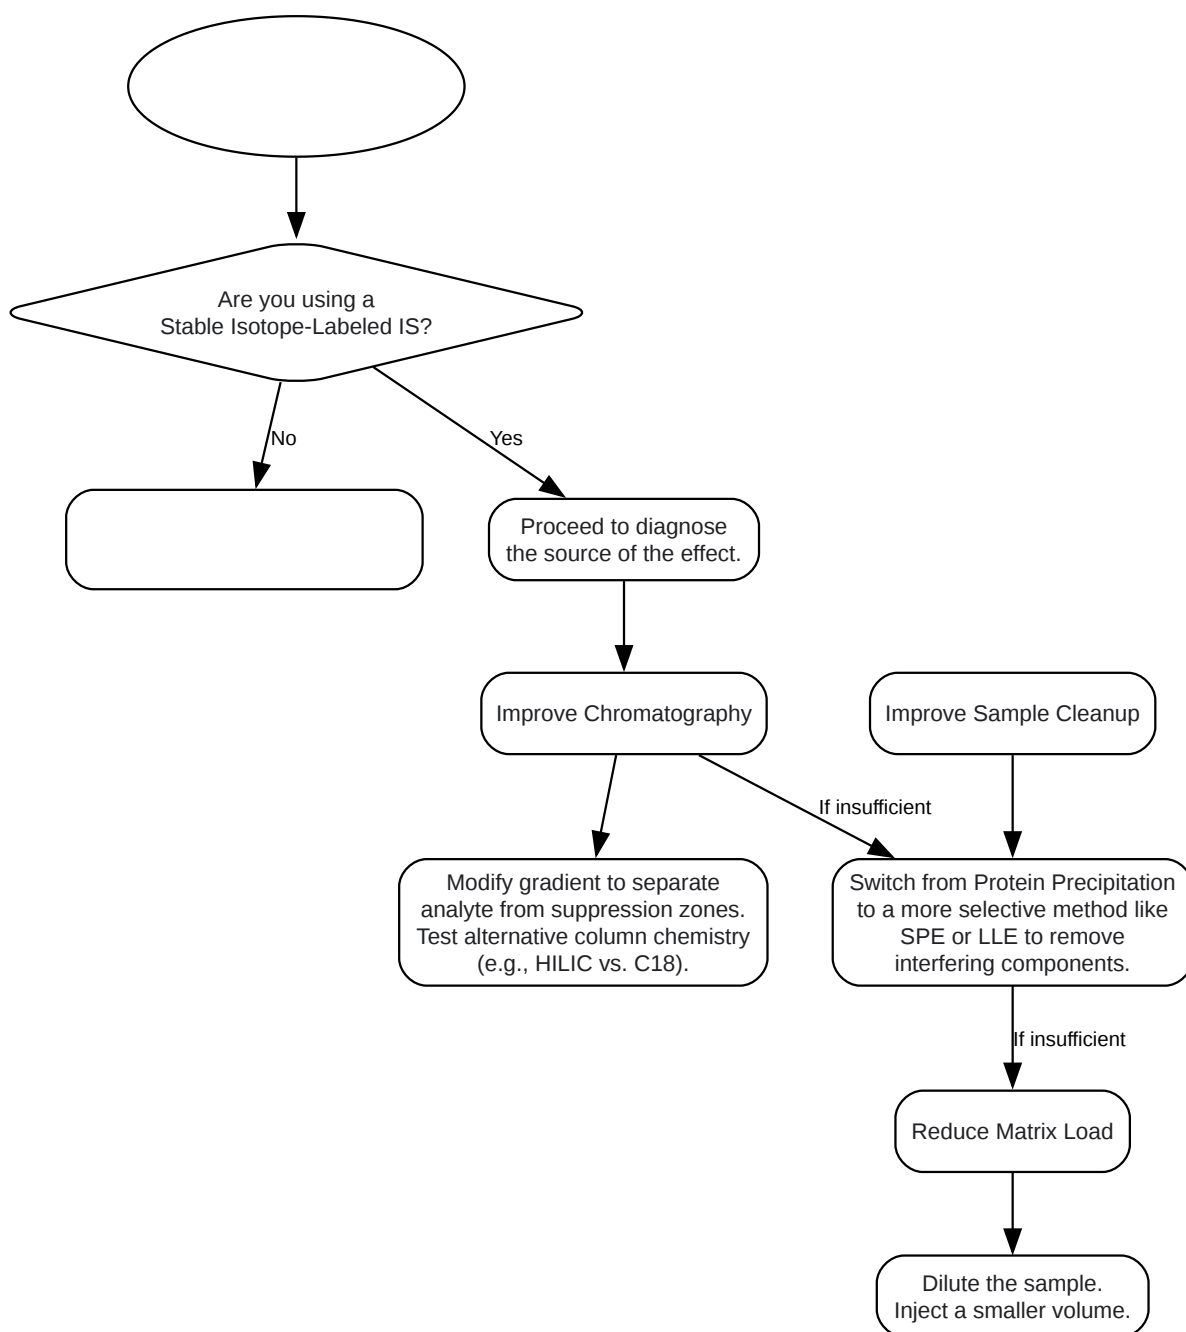 Are you using a
Stable Isotope-Labeled IS?
No
Yes
Proceed to diagnose
the source of the effect.
Improve Chromatography
Improve Sample Cleanup
If insufficient
Modify gradient to separate
analyte from suppression zones.
Test alternative column chemistry
(e.g., HILIC vs. C18).
Switch from Protein Precipitation
to a more selective method like
SPE or LLE to remove
interfering components.
If insufficient
Reduce Matrix Load
Dilute the sample.
Inject a smaller volume.